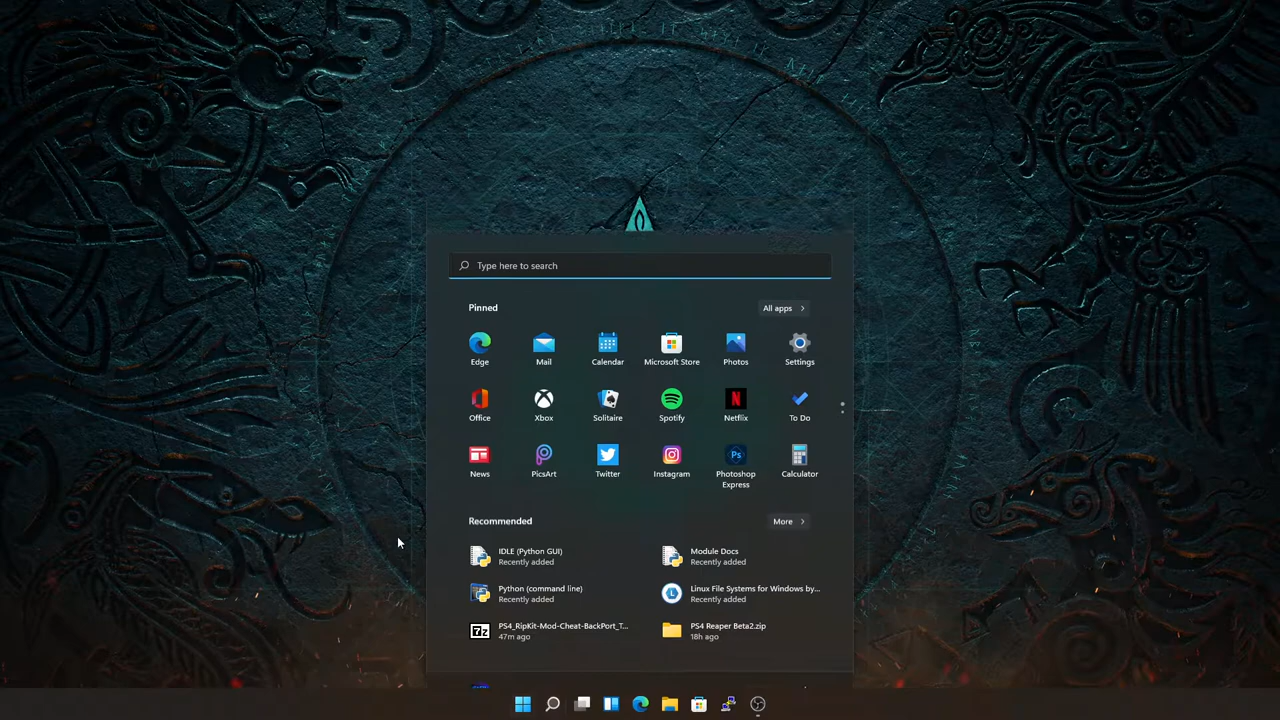 Type here to search
Pinned
All apps
Edge
Mail
Calendar
Microsoft Store
Photos
Settings
Office
Xbox
Solitaire
Spotify
Netflix
To Do
News
PicsArt
Twitter
Instagram
Photoshop
Express
Calculator
Recommended
More
IDLE (Python GUI)
Recently added
Module Docs
Recently added
Python (command line)
Recently added
Linux File Systems for Windows by...
Recently added
PS4_RipKit-Mod-Cheat-BackPort_T...
47m ago
PS4 Reaper Beta2.zip
18h ago